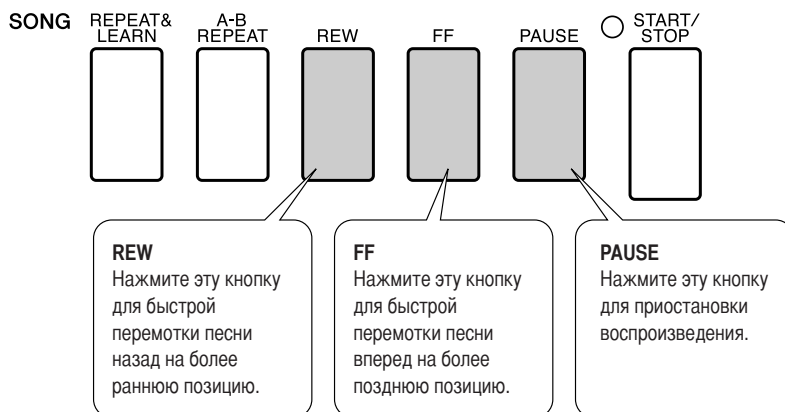 SONG
REPEAT&
LEARN
A-B
REPEAT
REW
FF
PAUSE
START/
STOP
REW
Нажмите эту кнопку
для быстрой
перемотки песни
назад на более
раннюю позицию.
FF
Нажмите эту кнопку
для быстрой
перемотки песни
вперед на более
позднюю позицию.
PAUSE
Нажмите эту кнопку
для приостановки
воспроизведения.